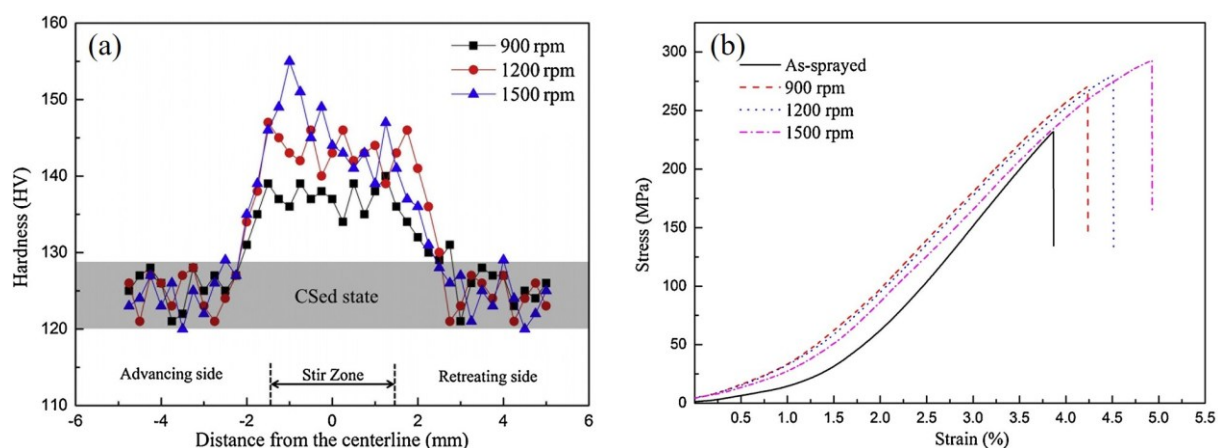 (a)
900 rpm
1200 rpm
1500 rpm
160
150
140
130
120
110
Hardness (HV)
CSed state
Advancing side
Stir Zone
Retreating side
-6
-4
-2
0
2
4
6
Distance from the centerline (mm)
(b)
As-sprayed
900 rpm
1200 rpm
1500 rpm
300
250
200
150
100
50
0
Stress (MPa)
0.5
1.0
1.5
2.0
2.5
3.0
3.5
4.0
4.5
5.0
5.5
Strain (%)